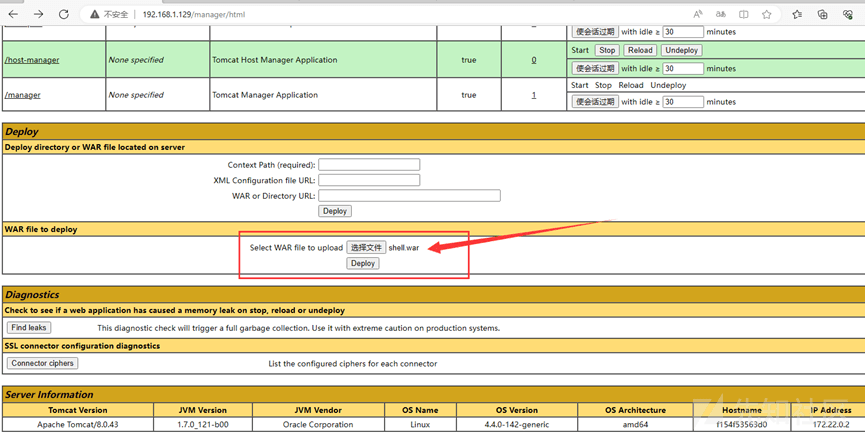 不安全 192.168.1.129/manager/html
便会话过期 with idle ≥ 30 minutes
/host-manager None specified Tomcat Host Manager Application true 0 Start Stop Reload Undeploy
便会话过期 with idle ≥ 30 minutes
/manager None specified Tomcat Manager Application true 1 Start Stop Reload Undeploy
便会话过期 with idle ≥ 30 minutes
Deploy
Deploy directory or WAR file located on server
Context Path (required):
XML Configuration file URL:
WAR or Directory URL:
Deploy
WAR file to deploy
Select WAR file to upload 选择文件 shell.war
Deploy
Diagnostics
Check to see if a web application has caused a memory leak on stop, reload or undeploy
Find leaks This diagnostic check will trigger a full garbage collection. Use it with extreme caution on production systems.
SSL connector configuration diagnostics
Connector ciphers List the configured ciphers for each connector
Server Information
Tomcat Version JVM Version JVM Vendor OS Name OS Version OS Architecture Hostname IP Address
Apache Tomcat/8.0.43 1.7.0_121-b00 Oracle Corporation Linux 4.4.0-142-generic amd64 f154f53563d0 172.22.0.2